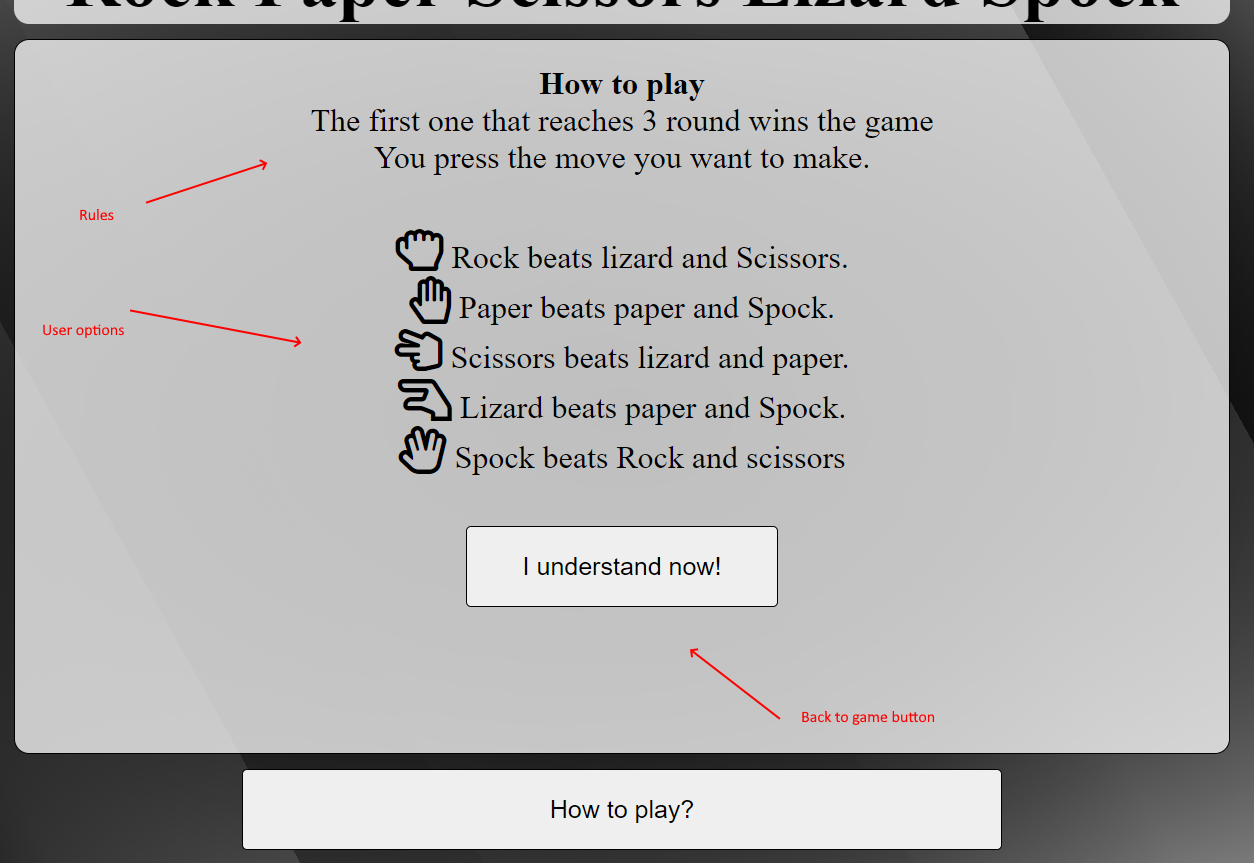 Rock Paper Scissors Lizard Spock
How to play
The first one that reaches 3 round wins the game
You press the move you want to make.
Rules
Rock beats lizard and Scissors.
Paper beats paper and Spock.
User options
Scissors beats lizard and paper.
Lizard beats paper and Spock.
Spock beats Rock and scissors
I understand now!
Back to game button
How to play?